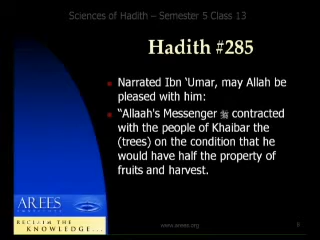 Sciences of Hadith – Semester 5 Class 13
Hadith #285
Narrated Ibn ‘Umar, may Allah be
pleased with him:
“Allaah's Messenger ﷺ contracted
with the people of Khaibar the
(trees) on the condition that he
would have half the property of
fruits and harvest.
AREES
RECLAIM THE
KNOWLEDGE...
www.arees.org